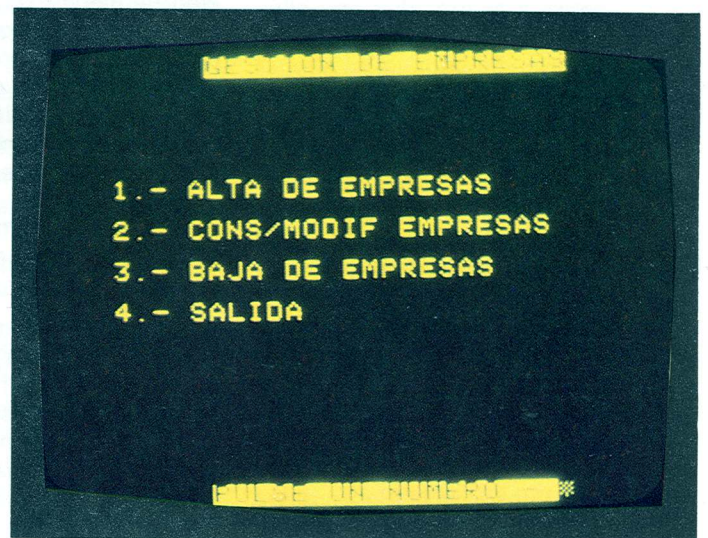 GESTION DE EMPRESAS
1.- ALTA DE EMPRESAS
2.- CONS/MODIF EMPRESAS
3.- BAJA DE EMPRESAS
4.- SALIDA
PULSE UN NUMERO -